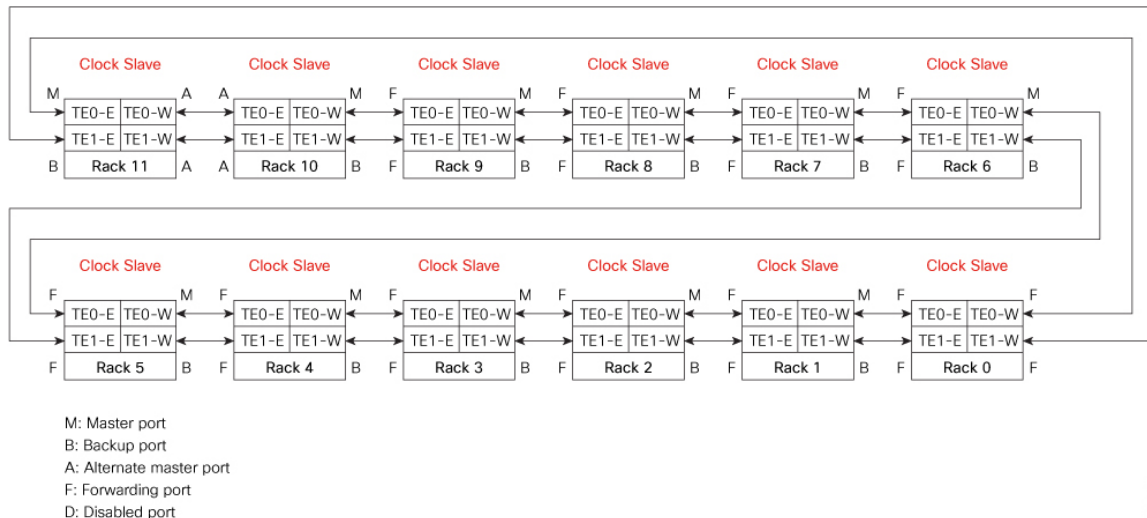 Clock Slave Clock Slave Clock Slave Clock Slave Clock Slave Clock Slave
M A A M F M F M F M F M
TE0-E TE0-W TE0-E TE0-W TE0-E TE0-W TE0-E TE0-W TE0-E TE0-W TE0-E TE0-W
TE1-E TE1-W TE1-E TE1-W TE1-E TE1-W TE1-E TE1-W TE1-E TE1-W TE1-E TE1-W
B Rack 11 A A Rack 10 B F Rack 9 B F Rack 8 B F Rack 7 B F Rack 6 B
Clock Slave Clock Slave Clock Slave Clock Slave Clock Slave Clock Slave
F M F M F M F M F M F F
TE0-E TE0-W TE0-E TE0-W TE0-E TE0-W TE0-E TE0-W TE0-E TE0-W TE0-E TE0-W
TE1-E TE1-W TE1-E TE1-W TE1-E TE1-W TE1-E TE1-W TE1-E TE1-W TE1-E TE1-W
F Rack 5 B F Rack 4 B F Rack 3 B F Rack 2 B F Rack 1 B F Rack 0 F
M: Master port
B: Backup port
A: Alternate master port
F: Forwarding port
D: Disabled port